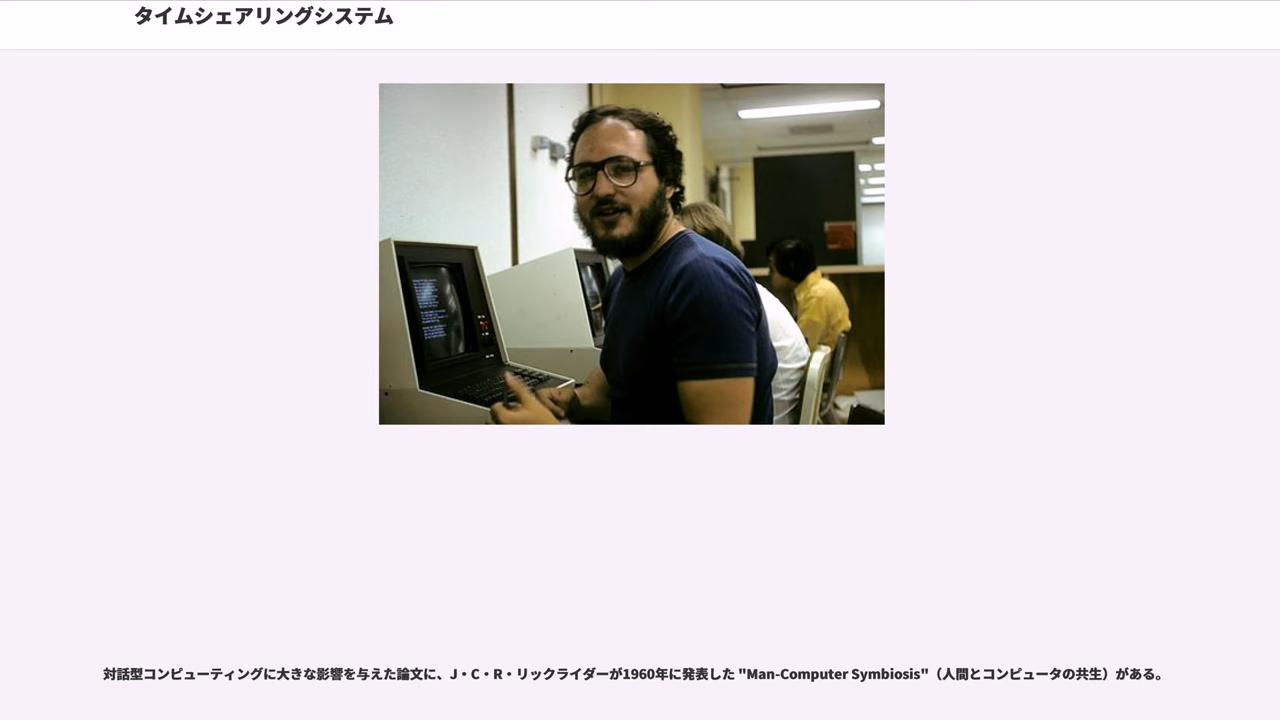 タイムシェアリングシステム
対話型コンピューティングに大きな影響を与えた論文に、J・C・R・リックライダーが1960年に発表した "Man-Computer Symbiosis"（人間とコンピュータの共生）がある。